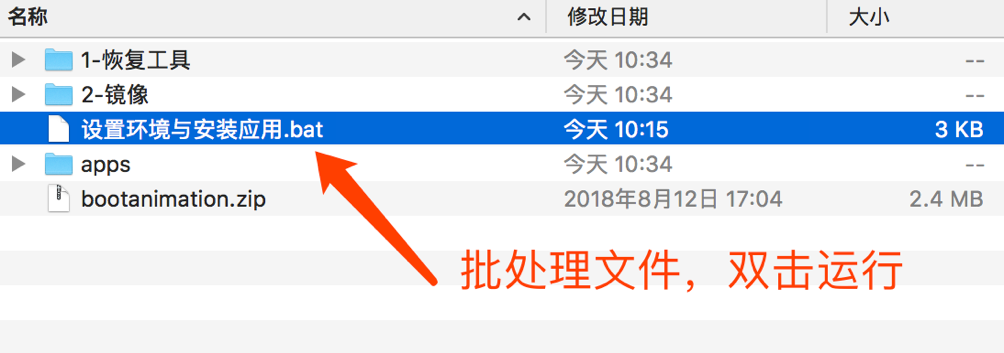 名称 修改日期 大小
1-恢复工具 今天 10:34 --
2-镜像 今天 10:34 --
设置环境与安装应用.bat 今天 10:15 3 KB
apps 今天 10:34 --
bootanimation.zip 2018年8月12日 17:04 2.4 MB
批处理文件，双击运行